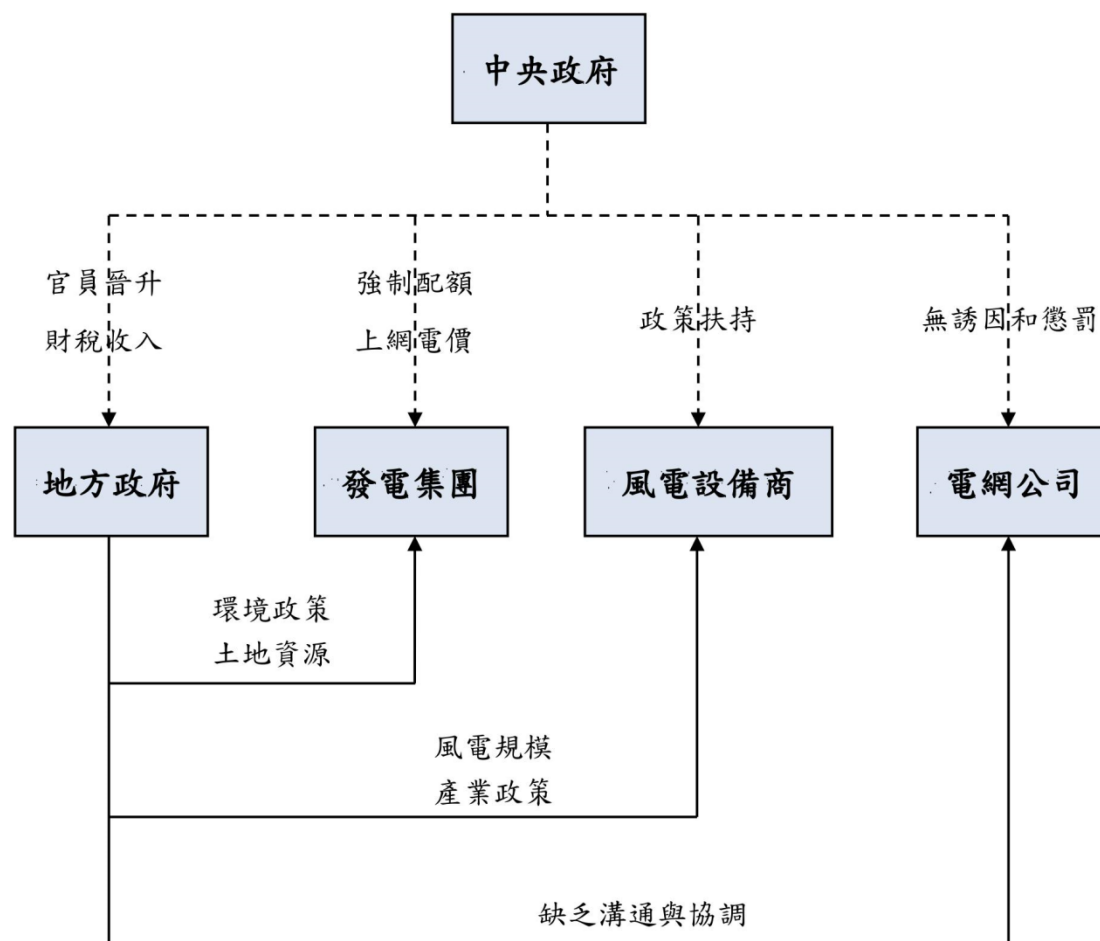 中央政府
官員晉升
財稅收入
強制配額
上網電價
政策扶持
無誘因和懲罰
地方政府
發電集團
風電設備商
電網公司
環境政策
土地資源
風電規模
產業政策
缺乏溝通與協調